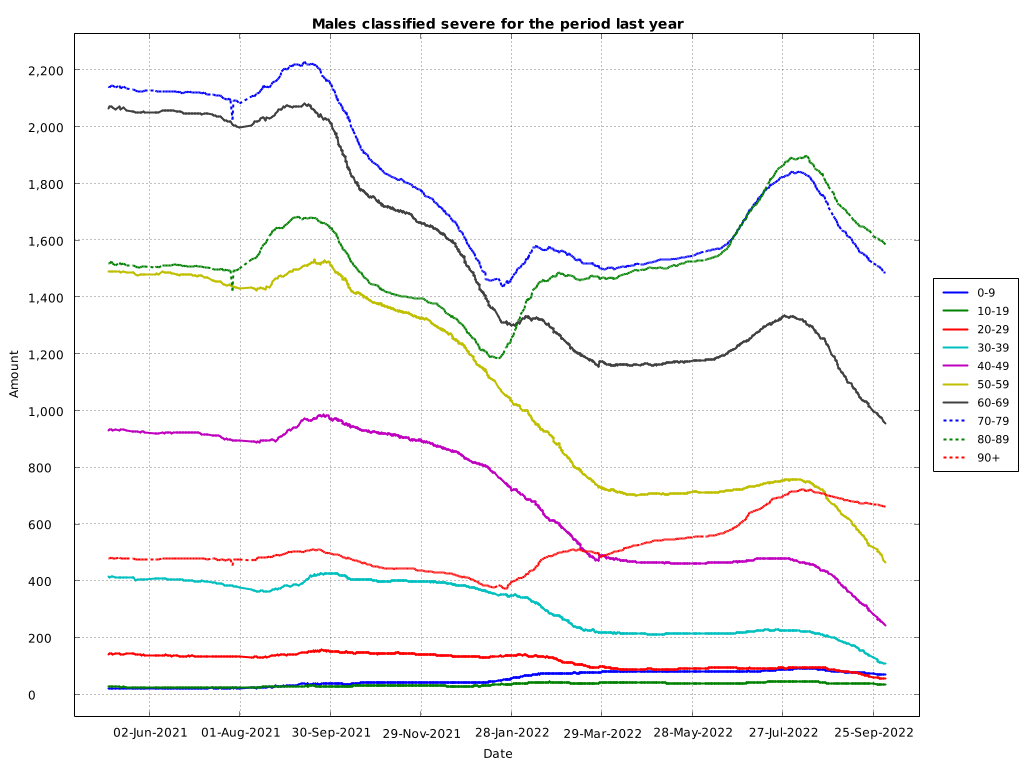 Males classified severe for the period last year
2,200
2,000
1,800
1,600
1,400
1,200
1,000
800
600
400
200
0
Amount
02-Jun-2021
01-Aug-2021
30-Sep-2021
29-Nov-2021
28-Jan-2022
29-Mar-2022
28-May-2022
27-Jul-2022
25-Sep-2022
Date
0-9
10-19
20-29
30-39
40-49
50-59
60-69
70-79
80-89
90+